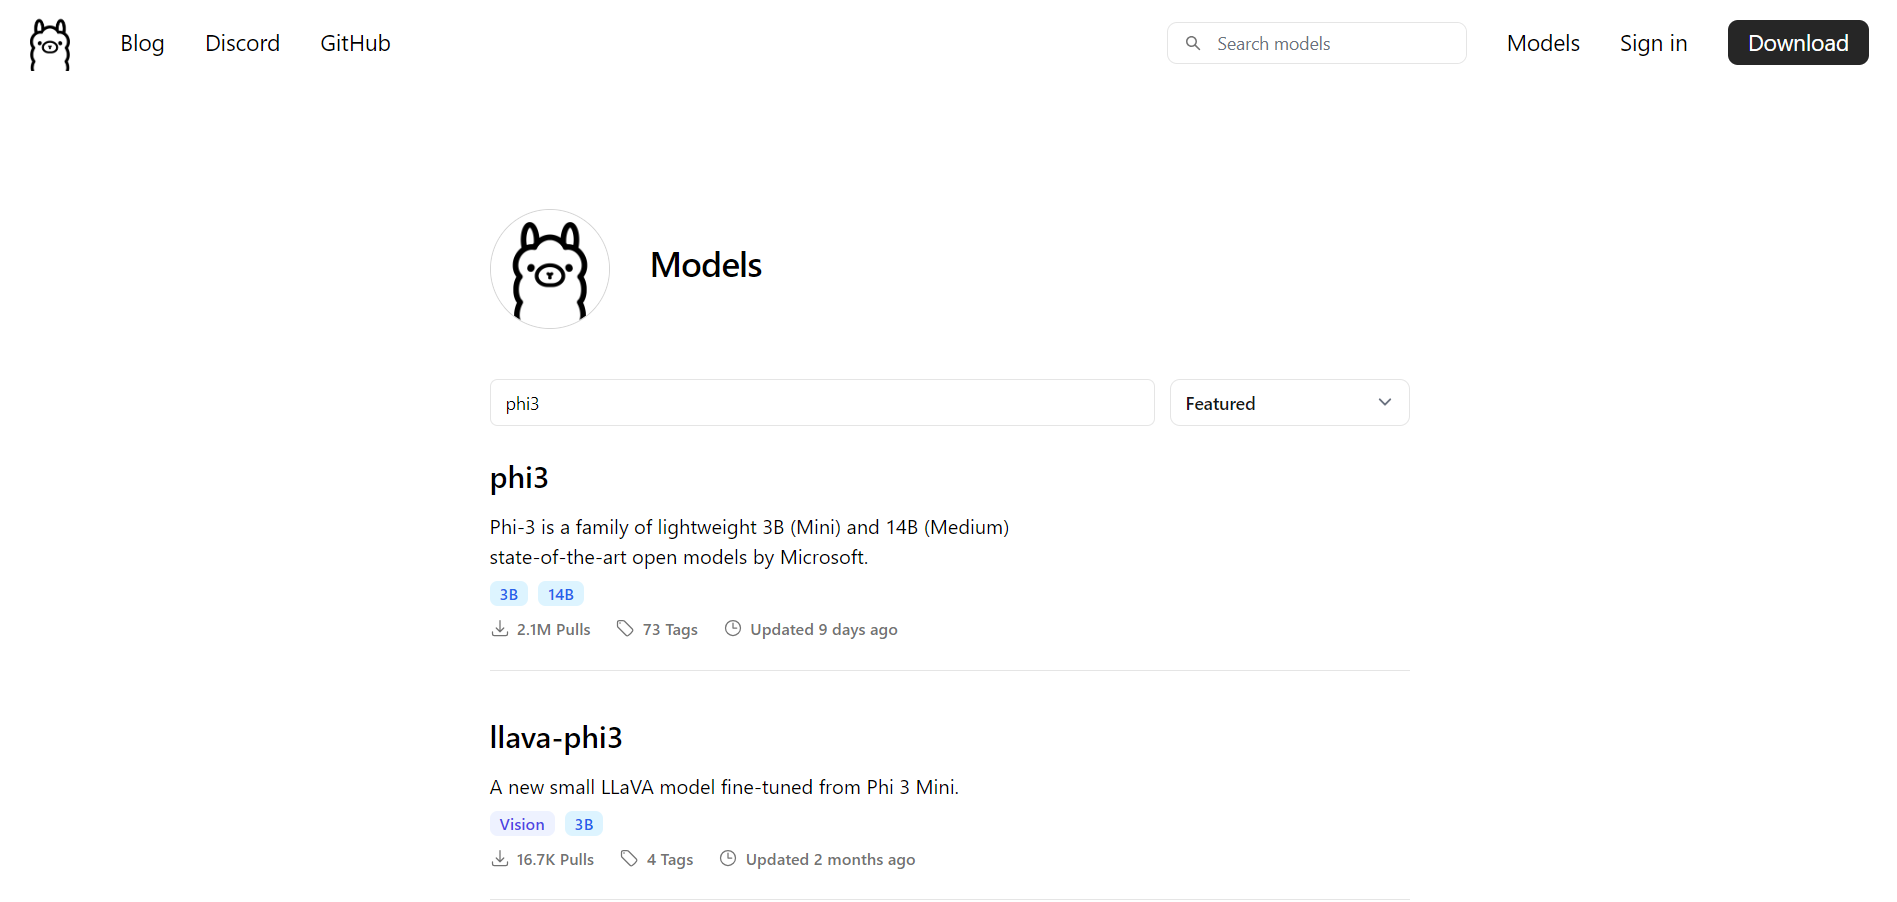 Blog Discord GitHub Search models Models Sign in Download
Models
phi3 Featured
phi3
Phi-3 is a family of lightweight 3B (Mini) and 14B (Medium)
state-of-the-art open models by Microsoft.
3B 14B
2.1M Pulls 73 Tags Updated 9 days ago
llava-phi3
A new small LLaVA model fine-tuned from Phi 3 Mini.
Vision 3B
16.7K Pulls 4 Tags Updated 2 months ago